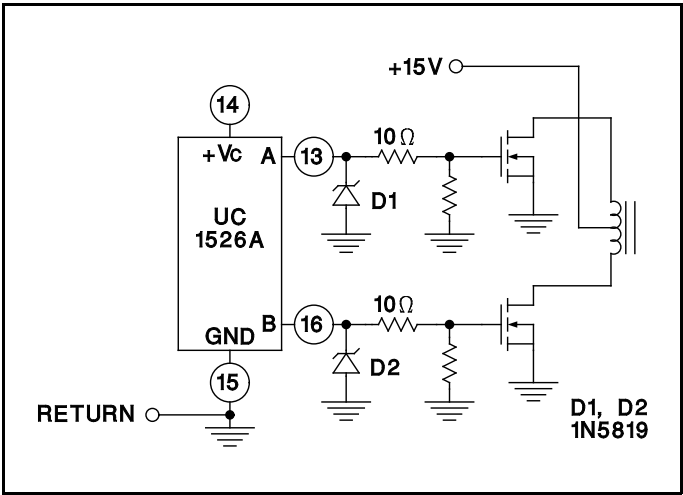 +15V
14
+VC
A
13
10Ω
D1
UC
1526A
B
16
10Ω
GND
D2
15
RETURN
D1, D2
1N5819